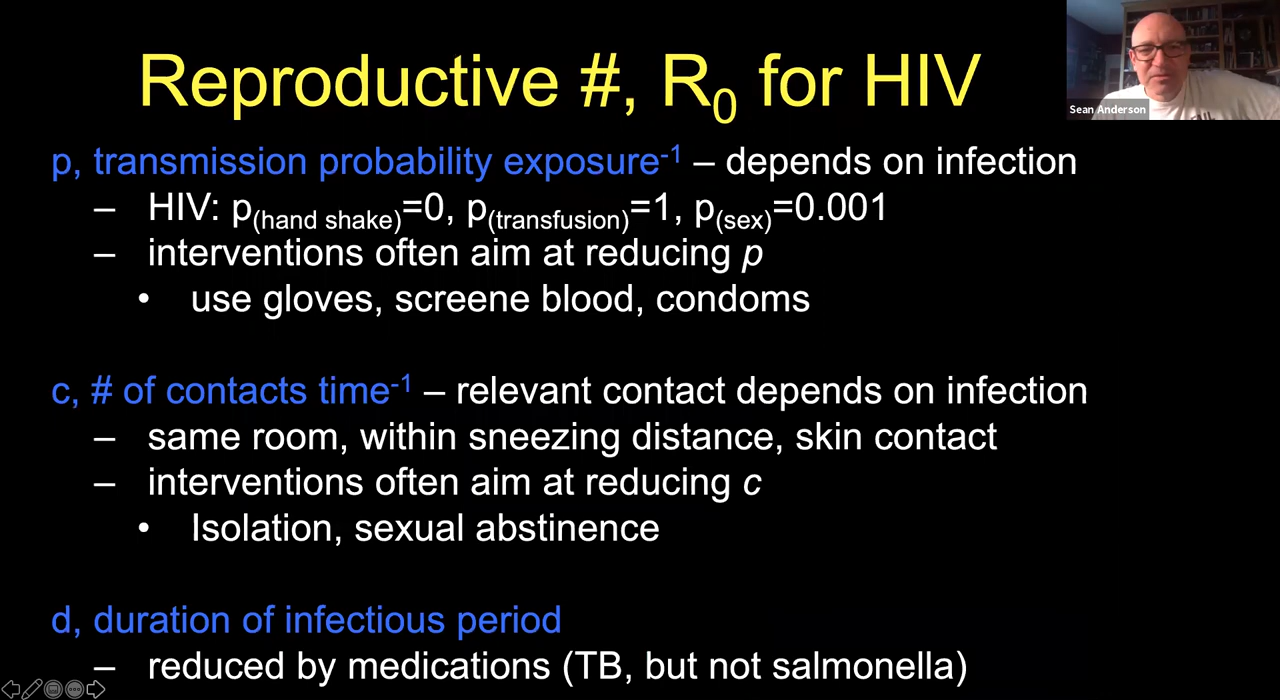 Reproductive #, R₀ for HIV
Sean Anderson
p, transmission probability exposure⁻¹ – depends on infection
– HIV: p(hand shake)=0, p(transfusion)=1, p(sex)=0.001
– interventions often aim at reducing p
• use gloves, screene blood, condoms
c, # of contacts time⁻¹ – relevant contact depends on infection
– same room, within sneezing distance, skin contact
– interventions often aim at reducing c
• Isolation, sexual abstinence
d, duration of infectious period
– reduced by medications (TB, but not salmonella)